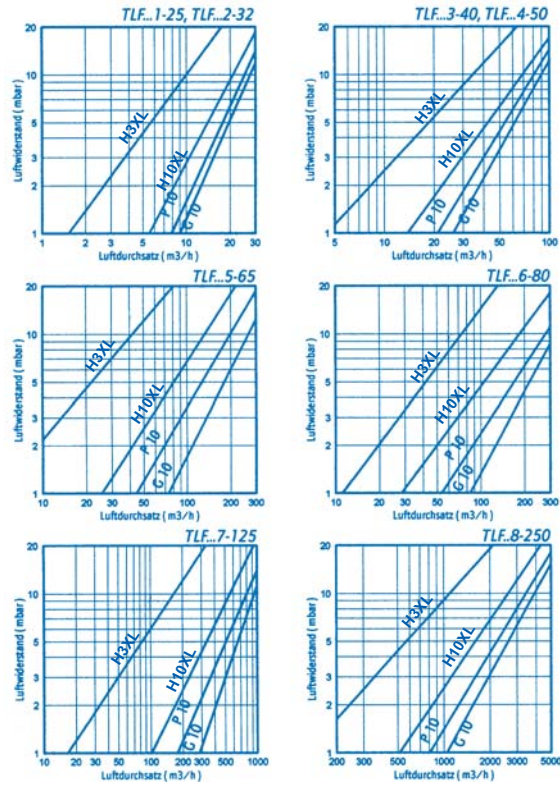 TLF...1-25, TLF...2-32
Luftwiderstand ( mbar)
20
10
5
3
2
1
H3XL
H10XL
P 10
G 10
1 2 3 5 10 20 30
Luftdurchsatz ( m3/h )
TLF...3-40, TLF...4-50
Luftwiderstand ( mbar)
20
10
5
3
2
1
H3XL
H10XL
P 10
G 10
5 10 20 30 50 100
Luftdurchsatz ( m3/h )
TLF...5-65
Luftwiderstand ( mbar)
20
10
5
3
2
1
H3XL
H10XL
P 10
G 10
10 20 30 50 100 200 300
Luftdurchsatz ( m3/h )
TLF...6-80
Luftwiderstand ( mbar)
20
10
5
3
2
1
H3XL
H10XL
P 10
G 10
10 20 30 50 100 300
Luftdurchsatz ( m3/h )
TLF...7-125
Luftwiderstand ( mbar)
20
10
5
3
2
1
H3XL
H10XL
P 10
G 10
10 20 30 50 100 200 300 1000
Luftdurchsatz ( m3/h )
TLF...8-250
Luftwiderstand ( mbar)
20
10
5
3
2
1
H3XL
H10XL
P 10
G 10
200 300 500 1000 2000 5000
Luftdurchsatz ( m3/h )